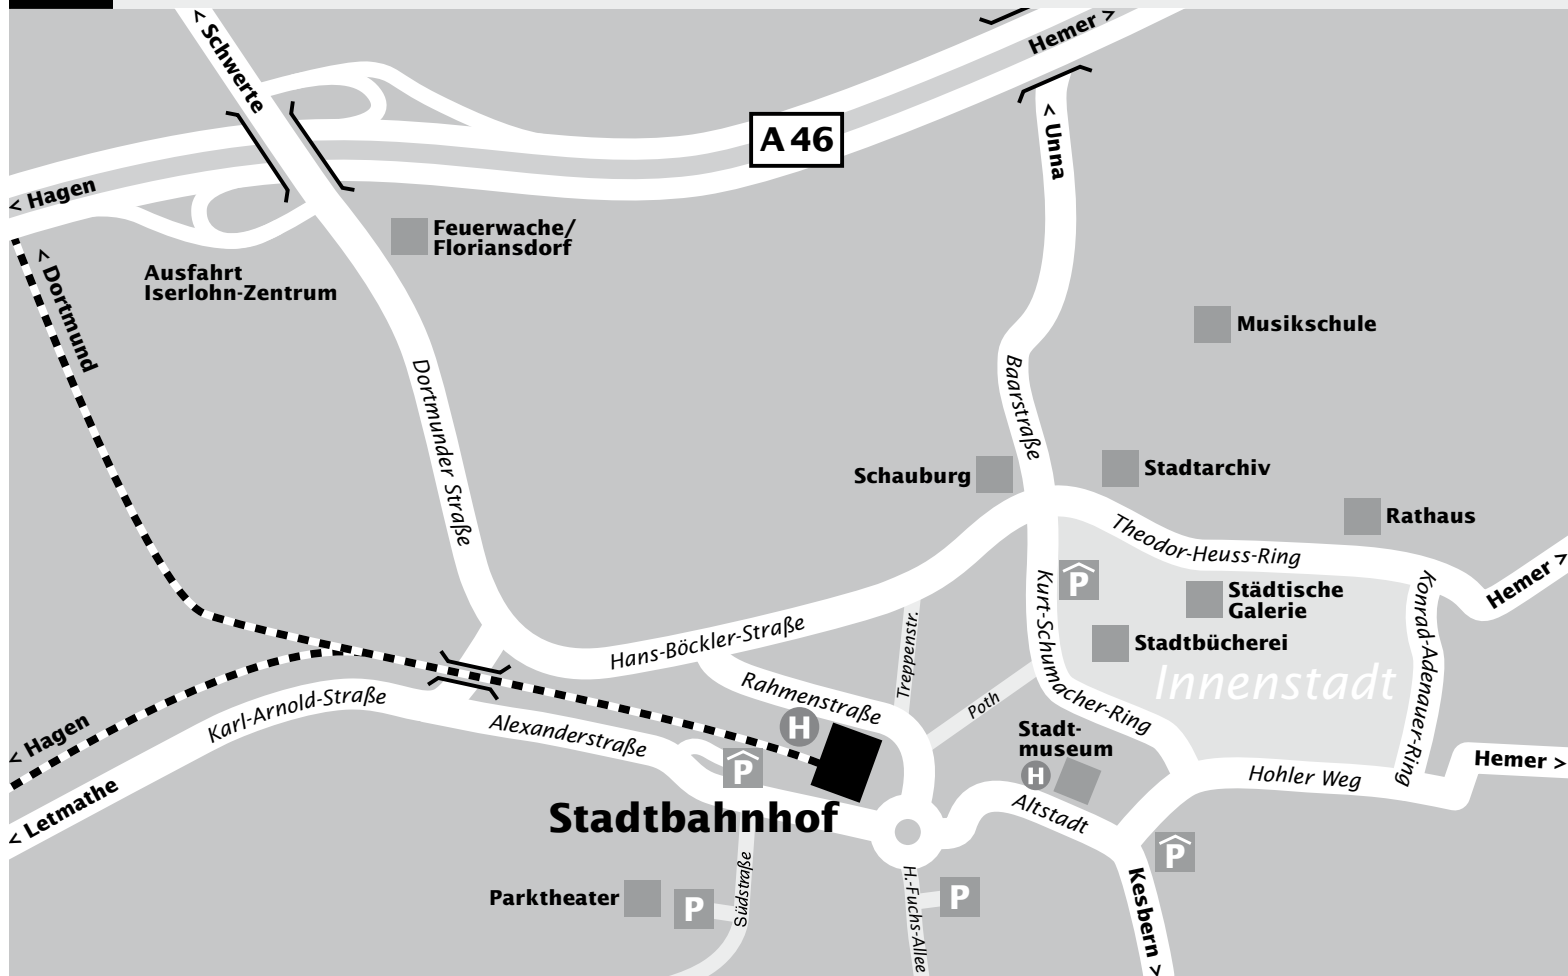 < Schwerte
Hemer >
A 46
< Unna
< Hagen
Feuerwache/
Floriansdorf
< Dortmund
Ausfahrt
Iserlohn-Zentrum
Musikschule
Dortmunder Straße
Baarstraße
Schauburg
Stadtarchiv
Rathaus
Theodor-Heuss-Ring
Hemer >
P
Kurt-Schumacher-Ring
Städtische
Galerie
Konrad-Adenauer-Ring
Stadtbücherei
Innenstadt
Hans-Böckler-Straße
Treppenstr.
Rahmenstraße
Poth
Karl-Arnold-Straße
Alexanderstraße
H
Stadt-
museum
H
< Hagen
P
Hemer >
Hohler Weg
< Letmathe
Stadtbahnhof
Altstadt
P
Parktheater
P
Südstraße
H.-Fuchs-Allee
P
Kesbern >